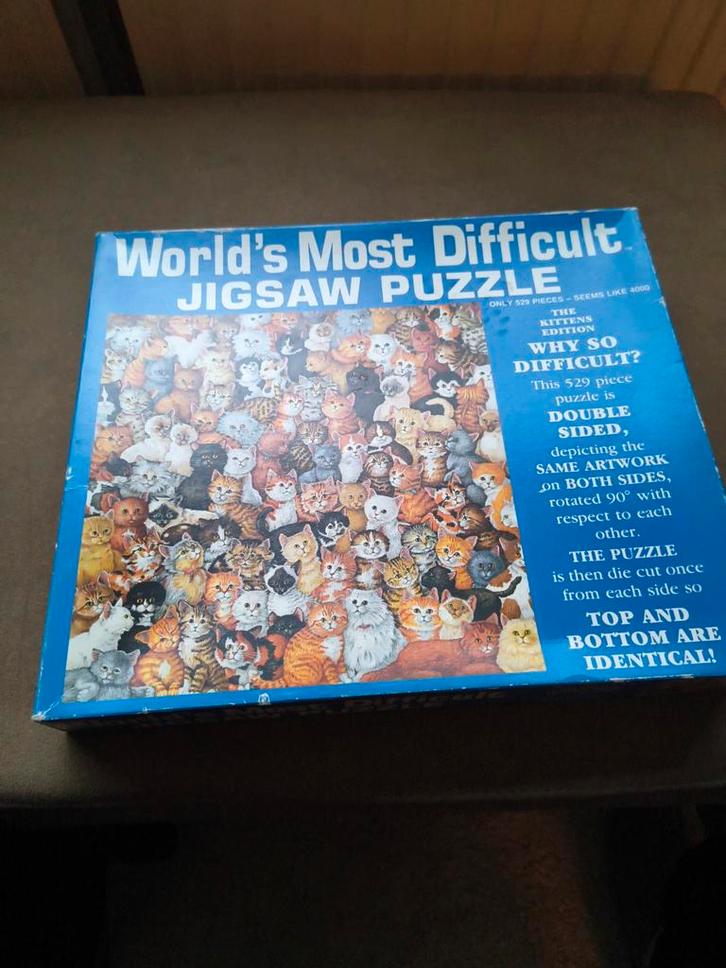 World's Most Difficult™
JIGSAW PUZZLE
ONLY 529 PIECES – SEEMS LIKE 4000
THE
KITTENS
EDITION
WHY SO
DIFFICULT?
This 529 piece
puzzle is
DOUBLE
SIDED,
depicting the
SAME ARTWORK
on BOTH SIDES,
rotated 90° with
respect to each
other.
THE PUZZLE
is then die cut once
from each side so
TOP AND
BOTTOM ARE
IDENTICAL!